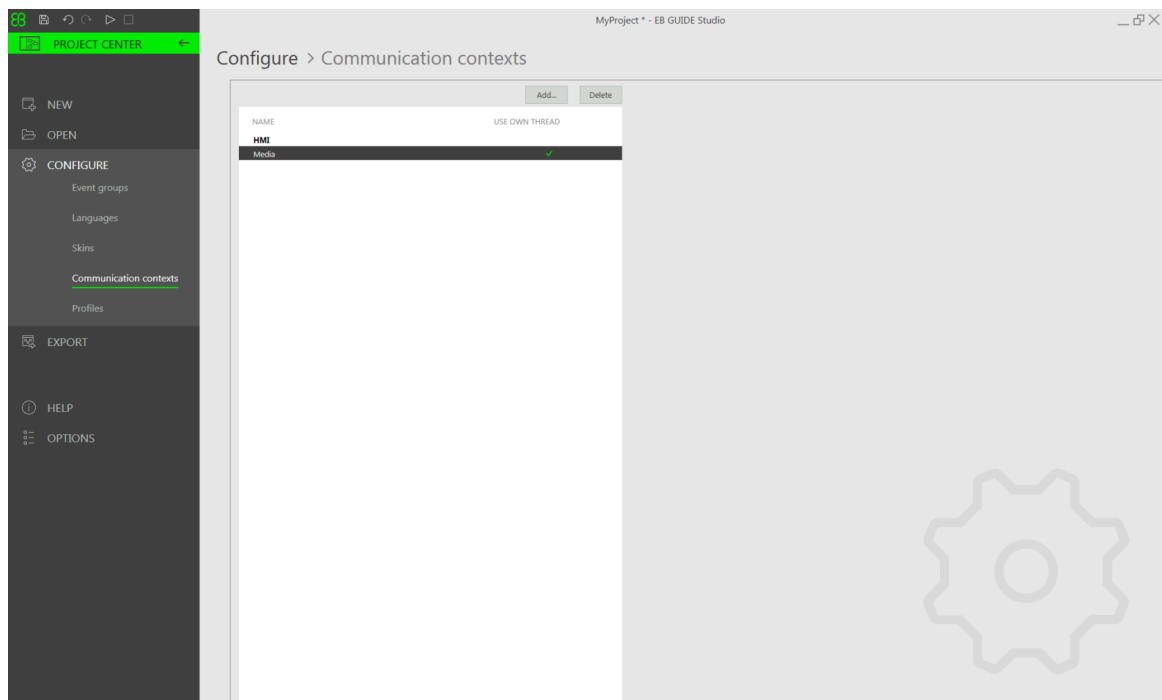 EB
MyProject * - EB GUIDE Studio
PROJECT CENTER
Configure > Communication contexts
Add...
Delete
NEW
NAME
USE OWN THREAD
OPEN
HMI
Media
CONFIGURE
Event groups
Languages
Skins
Communication contexts
Profiles
EXPORT
HELP
OPTIONS